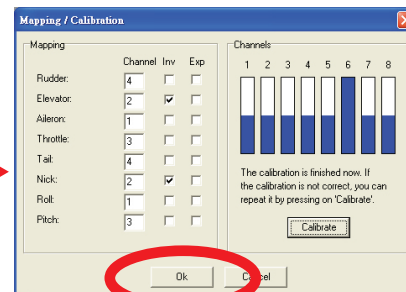 Mapping / Calibration
Mapping
Channel Inv Exp
Rudder: 4
Elevator: 2
Aileron: 1
Throttle: 3
Tail: 4
Nick: 2
Roll: 1
Pitch: 3
Channels
1 2 3 4 5 6 7 8
The calibration is finished now. If
the calibration is not correct, you can
repeat it by pressing on 'Calibrate'.
Calibrate
Ok
Cancel